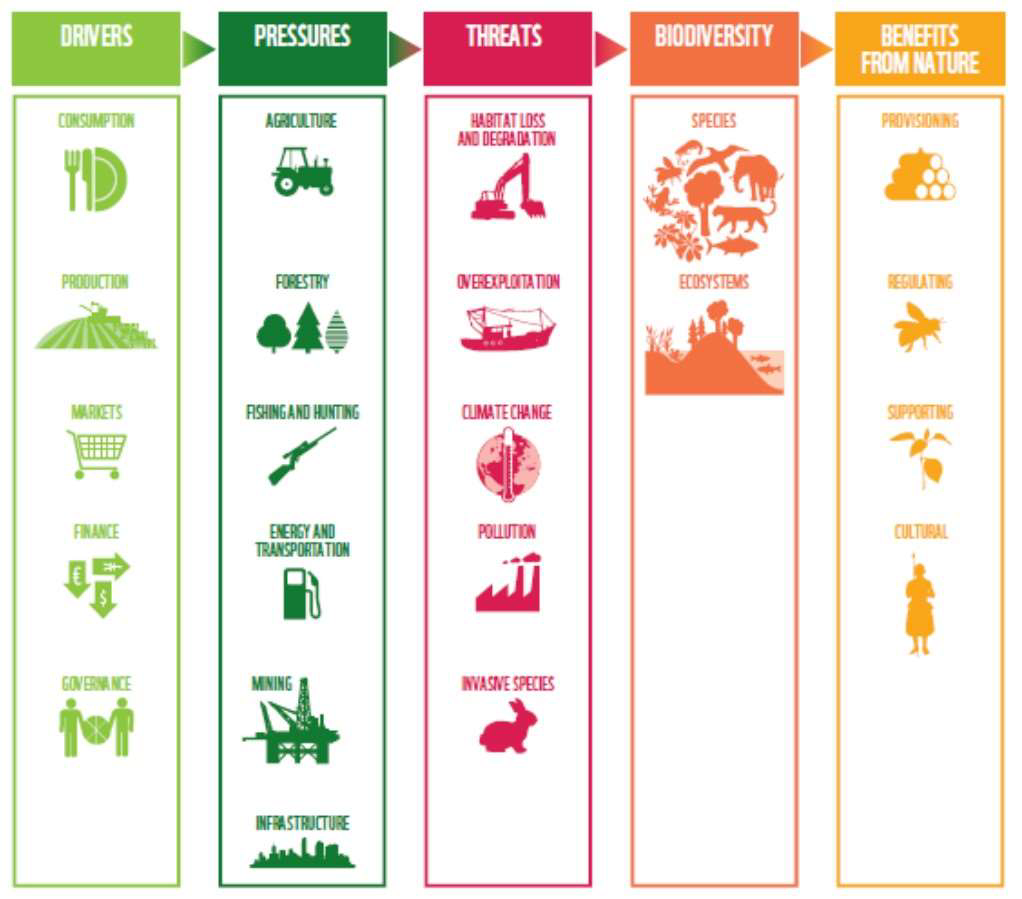 DRIVERS
PRESSURES
THREATS
BIODIVERSITY
BENEFITS
FROM NATURE
CONSUMPTION
PRODUCTION
MARKETS
FINANCE
€
$
GOVERNANCE
AGRICULTURE
FORESTRY
FISHING AND HUNTING
ENERGY AND
TRANSPORTATION
MINING
INFRASTRUCTURE
HABITAT LOSS
AND DEGRADATION
OVEREXPLOITATION
CLIMATE CHANGE
POLLUTION
INVASIVE SPECIES
SPECIES
ECOSYSTEMS
PROVISIONING
REGULATING
SUPPORTING
CULTURAL